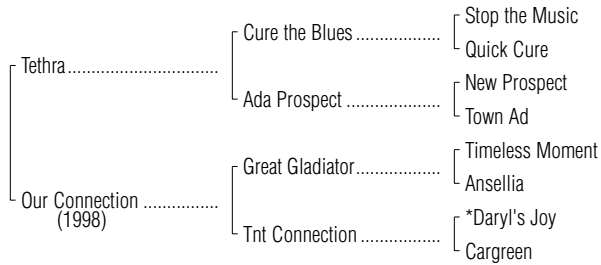 Stop the Music
Cure the Blues ..................
Quick Cure
Tethra................................
New Prospect
Ada Prospect ....................
Town Ad
Timeless Moment
Great Gladiator..................
Ansellia
Our Connection ................
(1998)
*Daryl's Joy
Tnt Connection .................
Cargreen